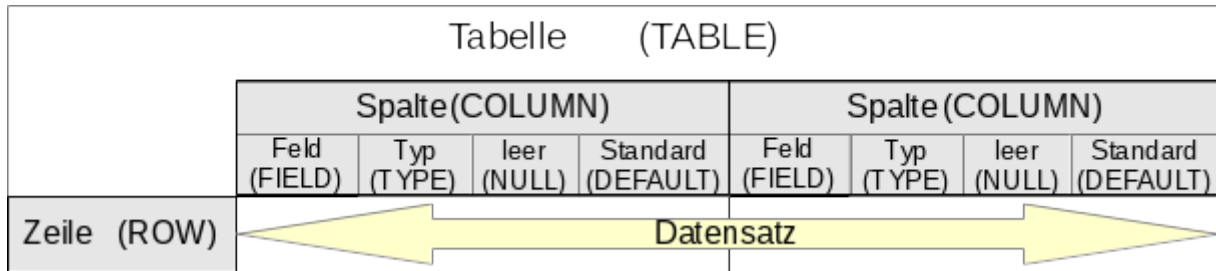 Tabelle (TABLE)
Spalte(COLUMN) Spalte(COLUMN)
Feld Typ leer Standard Feld Typ leer Standard
(FIELD) (TYPE) (NULL) (DEFAULT) (FIELD) (TYPE) (NULL) (DEFAULT)
Zeile (ROW) Datensatz